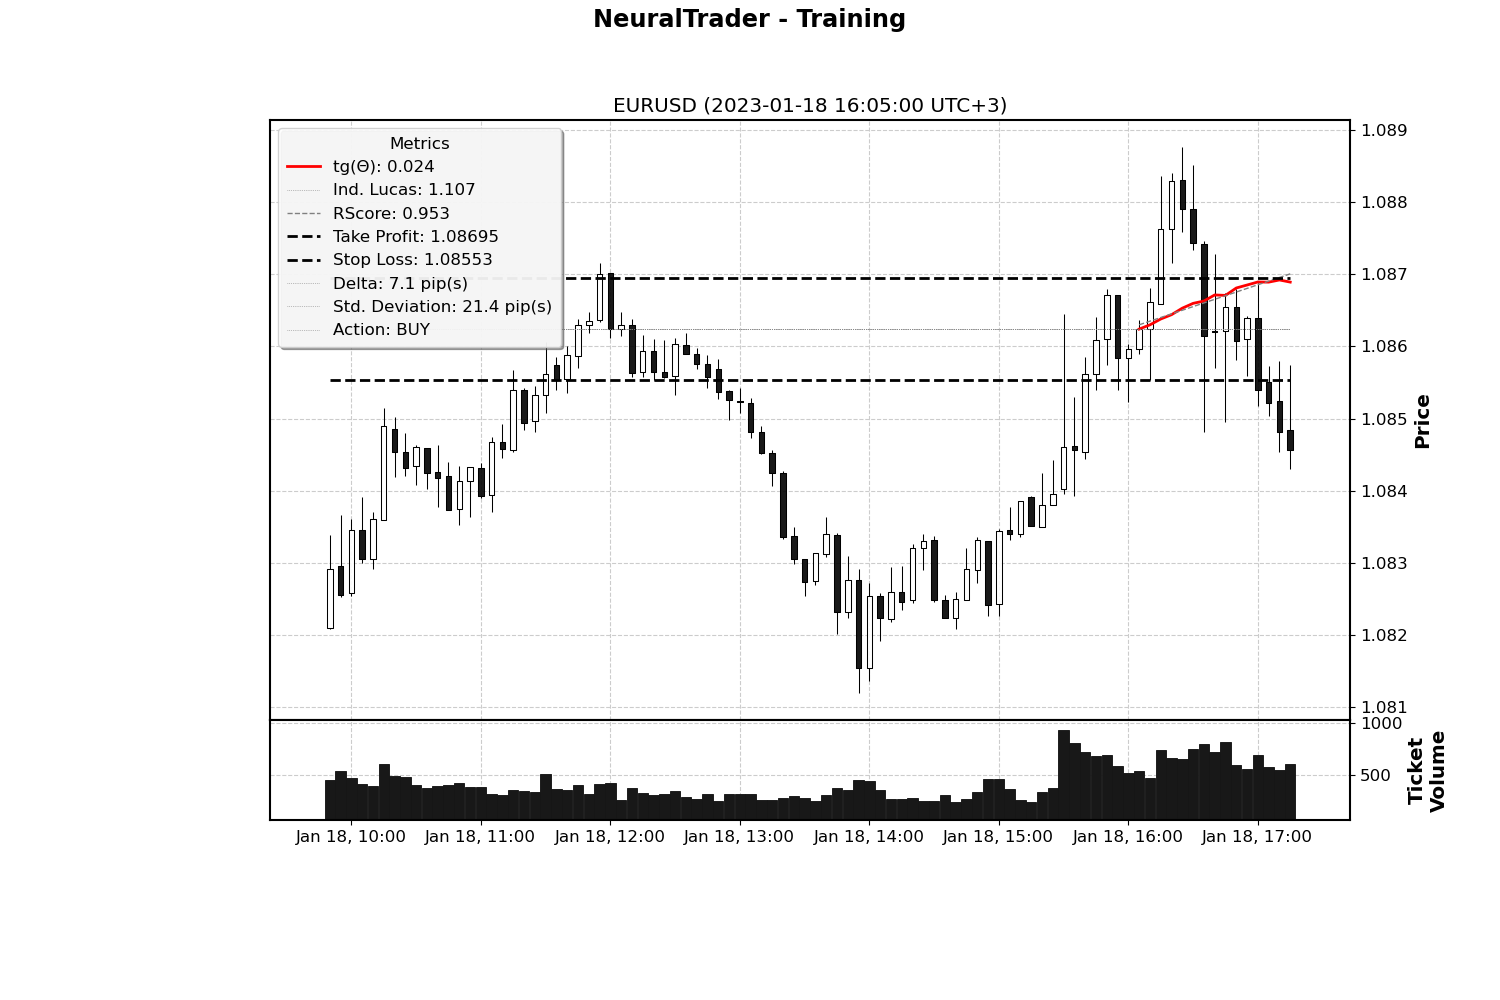 NeuralTrader - Training
EURUSD (2023-01-18 16:05:00 UTC+3)
Metrics
tg(Θ): 0.024
Ind. Lucas: 1.107
RScore: 0.953
Take Profit: 1.08695
Stop Loss: 1.08553
Delta: 7.1 pip(s)
Std. Deviation: 21.4 pip(s)
Action: BUY
1.089
1.088
1.087
1.086
1.085
1.084
1.083
1.082
1.081
Price
1000
500
Ticket
Volume
Jan 18, 10:00
Jan 18, 11:00
Jan 18, 12:00
Jan 18, 13:00
Jan 18, 14:00
Jan 18, 15:00
Jan 18, 16:00
Jan 18, 17:00